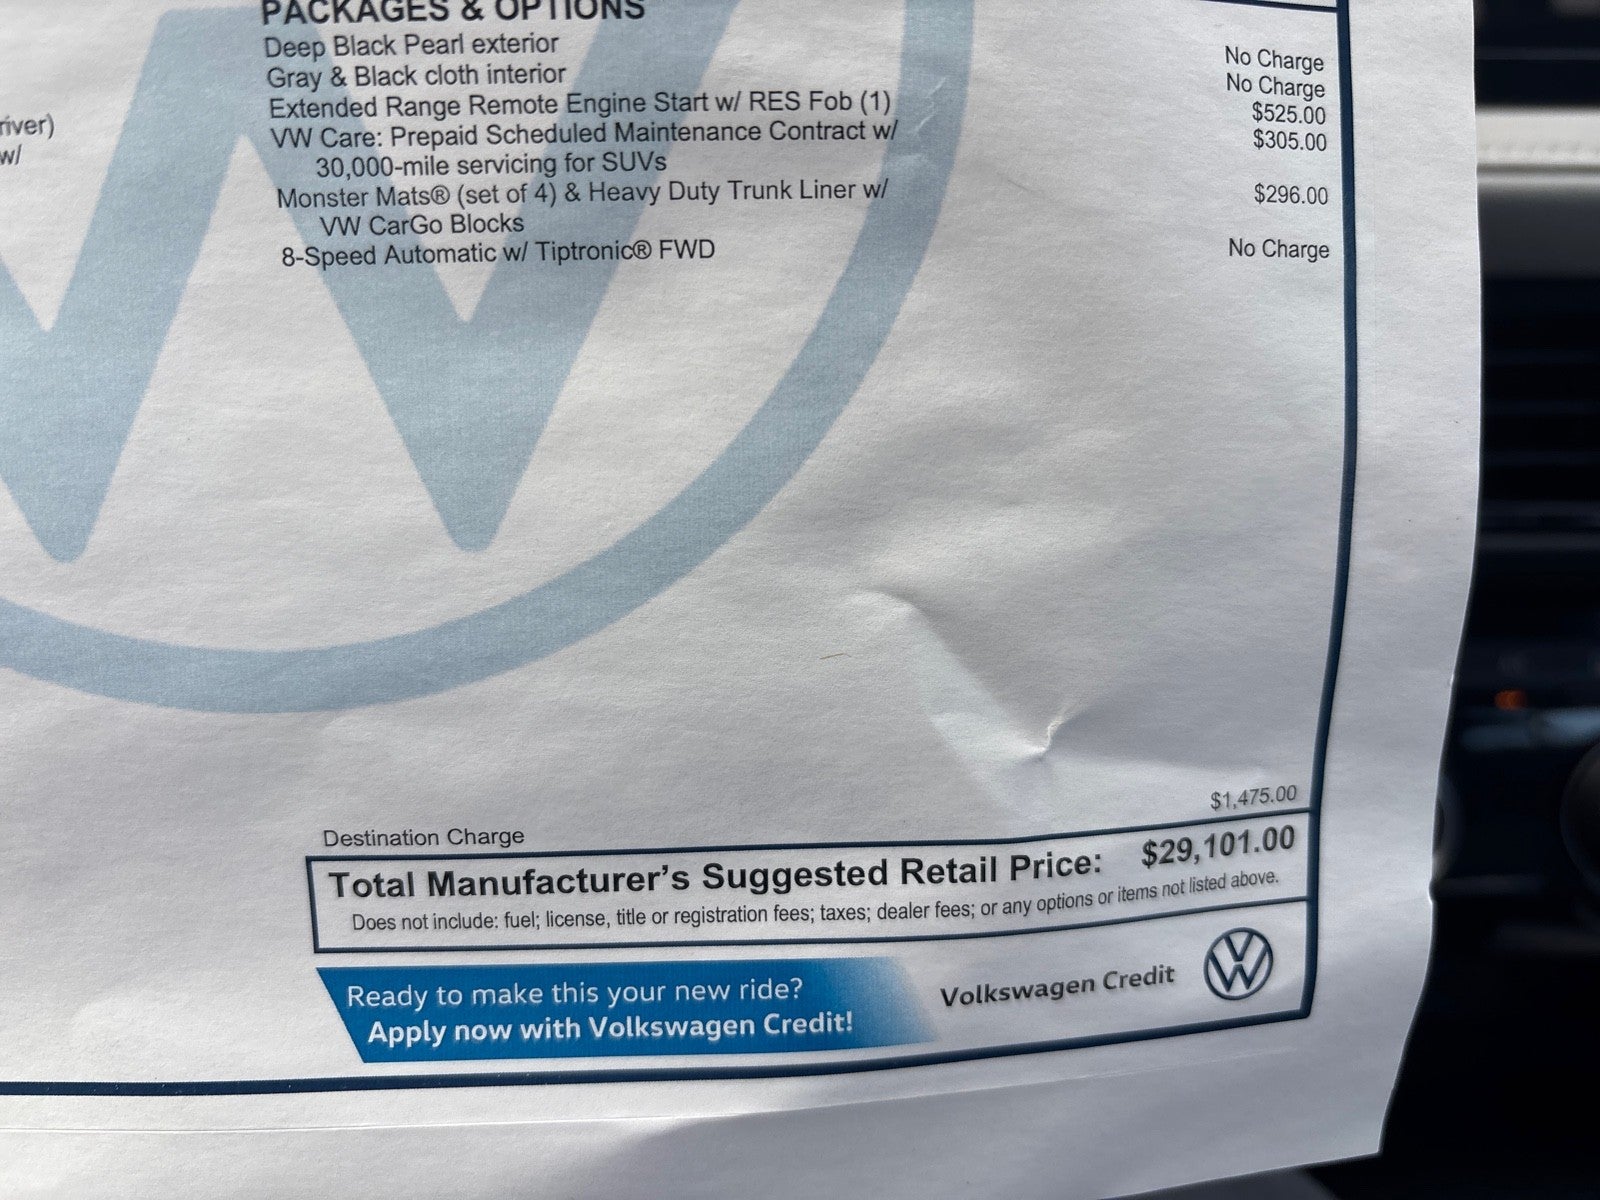 PACKAGES & OPTIONS
Deep Black Pearl exterior No Charge
Gray & Black cloth interior No Charge
Extended Range Remote Engine Start w/ RES Fob (1) $525.00
VW Care: Prepaid Scheduled Maintenance Contract w/ $305.00
30,000-mile servicing for SUVs
Monster Mats® (set of 4) & Heavy Duty Trunk Liner w/ $296.00
VW CarGo Blocks
8-Speed Automatic w/ Tiptronic® FWD No Charge
w/
Destination Charge $1,475.00
Total Manufacturer's Suggested Retail Price: $29,101.00
Does not include: fuel; license, title or registration fees; taxes; dealer fees; or any options or items not listed above.
Ready to make this your new ride?
Apply now with Volkswagen Credit!
Volkswagen Credit